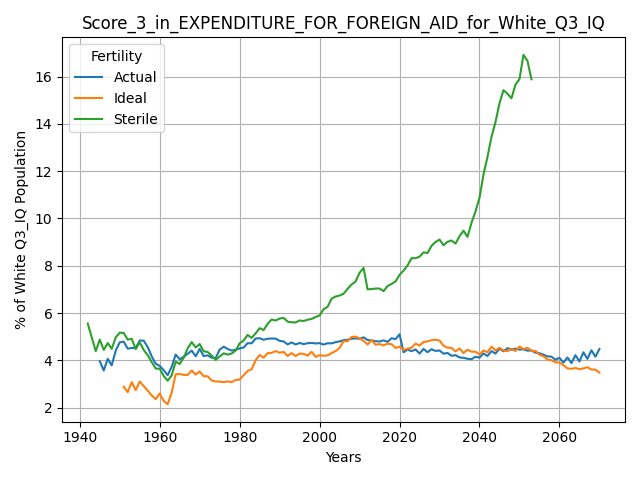 Score_3_in_EXPENDITURE_FOR_FOREIGN_AID_for_White_Q3_IQ
Fertility
Actual
Ideal
Sterile
% of White Q3_IQ Population
16
14
12
10
8
6
4
2
1940 1960 1980 2000 2020 2040 2060
Years